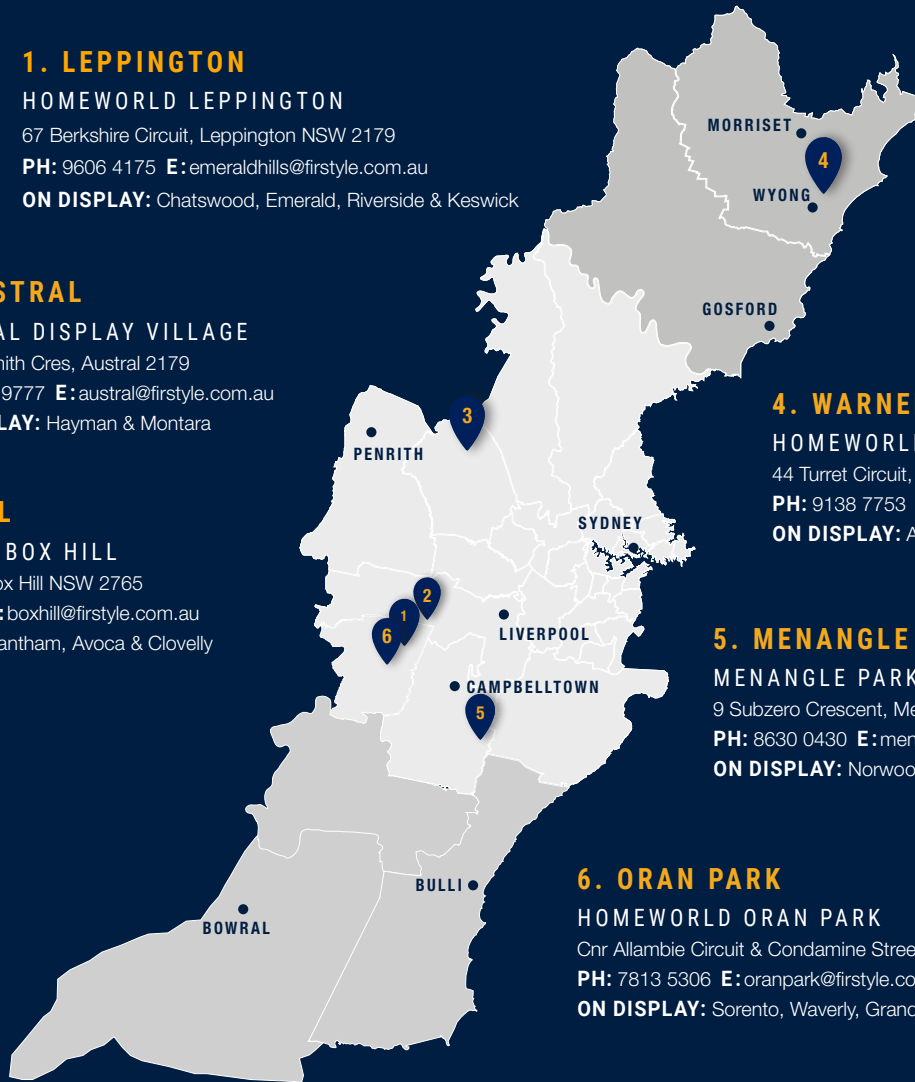 1. LEPPINGTON
HOMEWORLD LEPPINGTON
67 Berkshire Circuit, Leppington NSW 2179
PH: 9606 4175 E: emeraldhills@firstyle.com.au
ON DISPLAY: Chatswood, Emerald, Riverside & Keswick
STRAL
AL DISPLAY VILLAGE
ith Cres, Austral 2179
9777 E: austral@firstyle.com.au
LAY: Hayman & Montara
L
BOX HILL
ox Hill NSW 2765
: boxhill@firstyle.com.au
antham, Avoca & Clovelly
MORRISET
4
WYONG
GOSFORD
3
PENRITH
SYDNEY
2
1
6
LIVERPOOL
CAMPBELLTOWN
5
BULLI
BOWRAL
4. WARNE
HOMEWORL
44 Turret Circuit,
PH: 9138 7753
ON DISPLAY: A
5. MENANGLE
MENANGLE PARK
9 Subzero Crescent, Me
PH: 8630 0430 E: men
ON DISPLAY: Norwoo
6. ORAN PARK
HOMEWORLD ORAN PARK
Cnr Allambie Circuit & Condamine Stree
PH: 7813 5306 E: oranpark@firstyle.co
ON DISPLAY: Sorento, Waverly, Grand